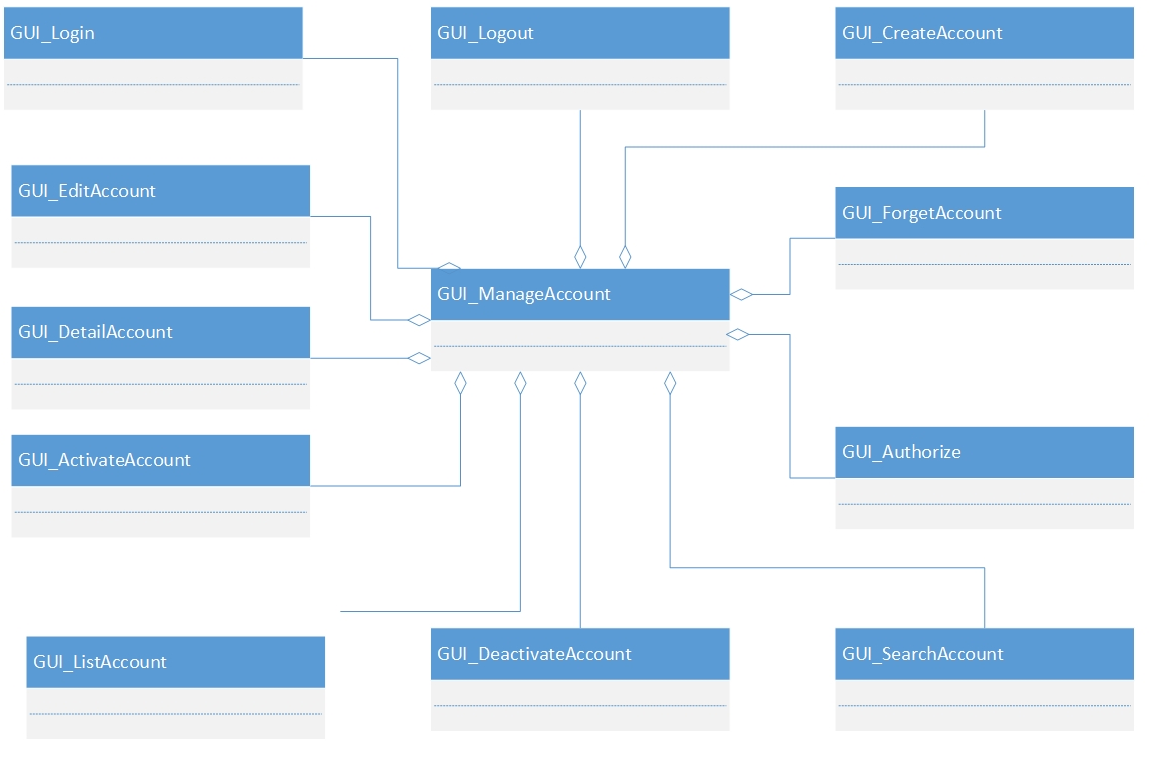 GUI_Login
GUI_Logout
GUI_CreateAccount
GUI_EditAccount
GUI_ForgetAccount
GUI_ManageAccount
GUI_DetailAccount
GUI_ActivateAccount
GUI_Authorize
GUI_ListAccount
GUI_DeactivateAccount
GUI_SearchAccount